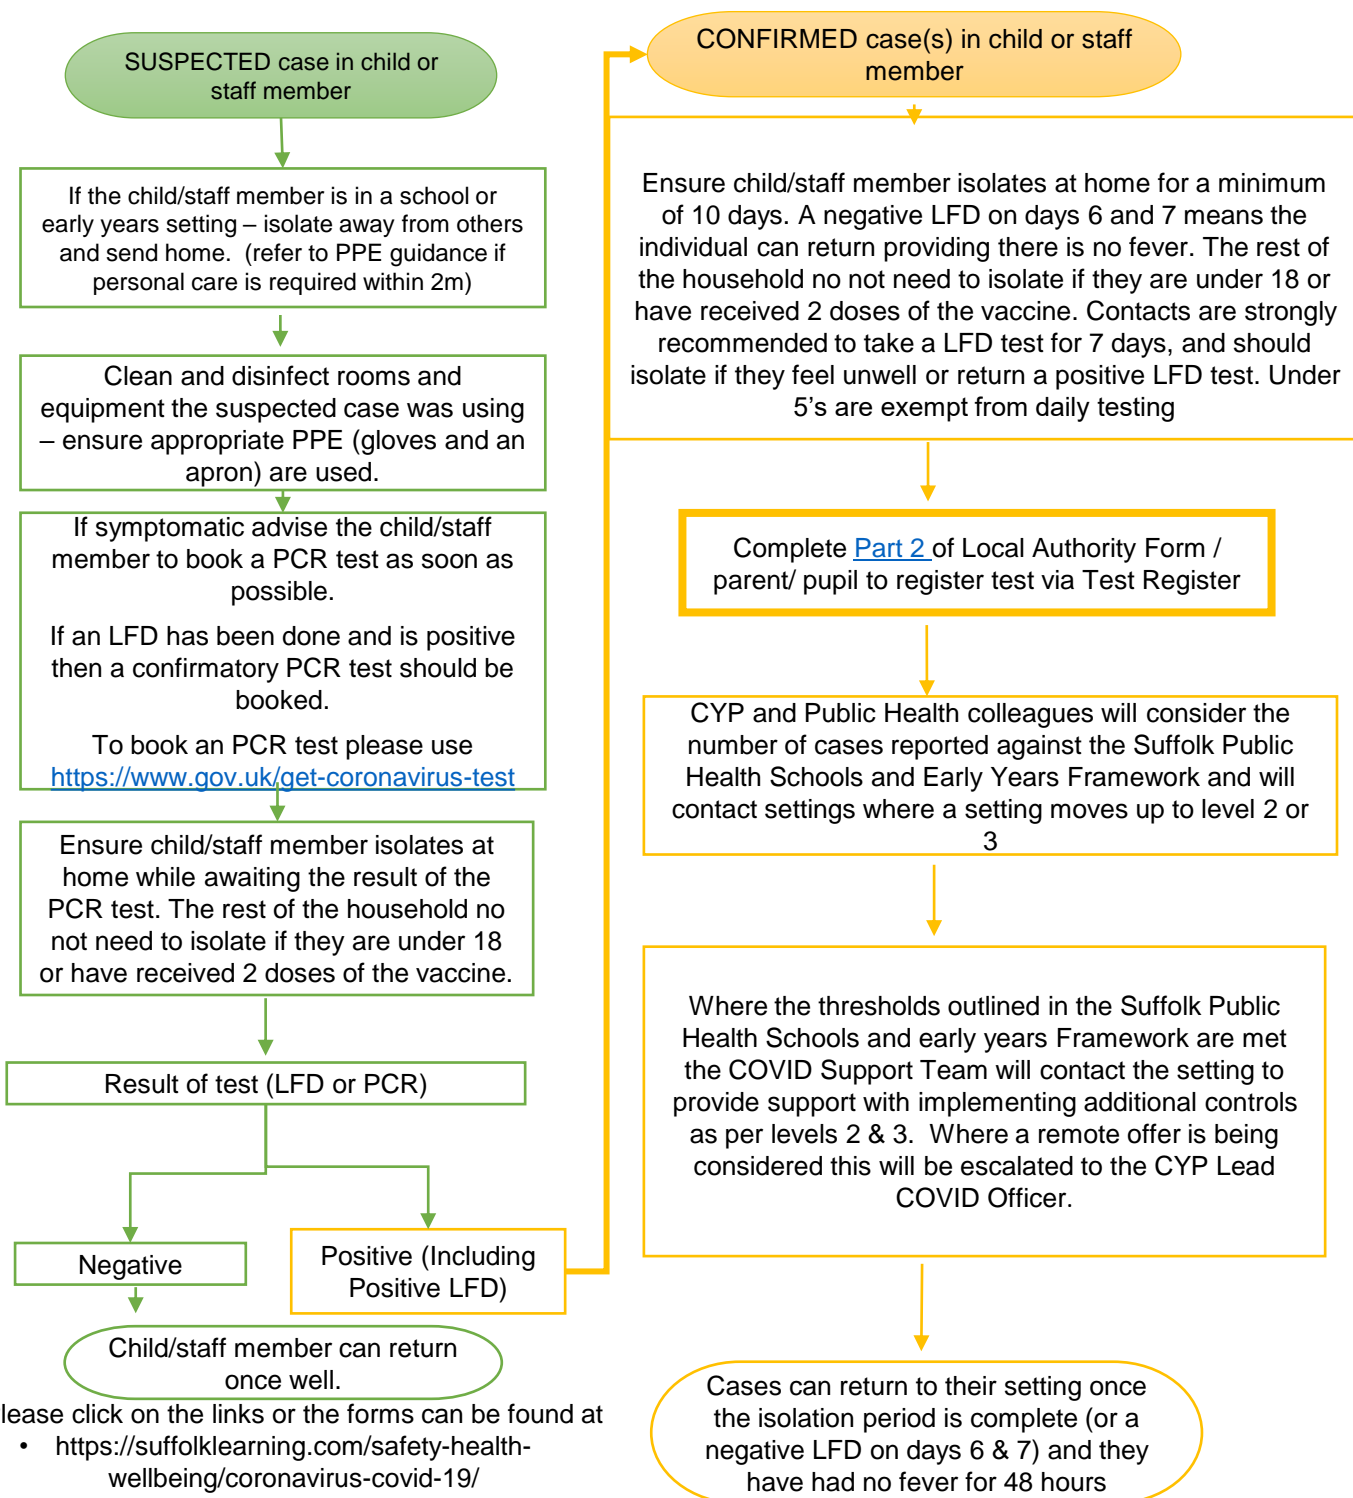 SUSPECTED case in child or
staff member
If the child/staff member is in a school or
early years setting – isolate away from others
and send home.  (refer to PPE guidance if
personal care is required within 2m)
Clean and disinfect rooms and
equipment the suspected case was using
– ensure appropriate PPE (gloves and an
apron) are used.
If symptomatic advise the child/staff
member to book a PCR test as soon as
possible.
If an LFD has been done and is positive
then a confirmatory PCR test should be
booked.
To book an PCR test please use
https://www.gov.uk/get-coronavirus-test
Ensure child/staff member isolates at
home while awaiting the result of the
PCR test. The rest of the household no
not need to isolate if they are under 18
or have received 2 doses of the vaccine.
Result of test (LFD or PCR)
Negative
Positive (Including
Positive LFD)
Child/staff member can return
once well.
lease click on the links or the forms can be found at
• https://suffolklearning.com/safety-health-
wellbeing/coronavirus-covid-19/
CONFIRMED case(s) in child or staff
member
Ensure child/staff member isolates at home for a minimum
of 10 days. A negative LFD on days 6 and 7 means the
individual can return providing there is no fever. The rest of
the household no not need to isolate if they are under 18 or
have received 2 doses of the vaccine. Contacts are strongly
recommended to take a LFD test for 7 days, and should
isolate if they feel unwell or return a positive LFD test. Under
5’s are exempt from daily testing
Complete Part 2 of Local Authority Form /
parent/ pupil to register test via Test Register
CYP and Public Health colleagues will consider the
number of cases reported against the Suffolk Public
Health Schools and Early Years Framework and will
contact settings where a setting moves up to level 2 or
3
Where the thresholds outlined in the Suffolk Public
Health Schools and early years Framework are met
the COVID Support Team will contact the setting to
provide support with implementing additional controls
as per levels 2 & 3.  Where a remote offer is being
considered this will be escalated to the CYP Lead
COVID Officer.
Cases can return to their setting once
the isolation period is complete (or a
negative LFD on days 6 & 7) and they
have had no fever for 48 hours